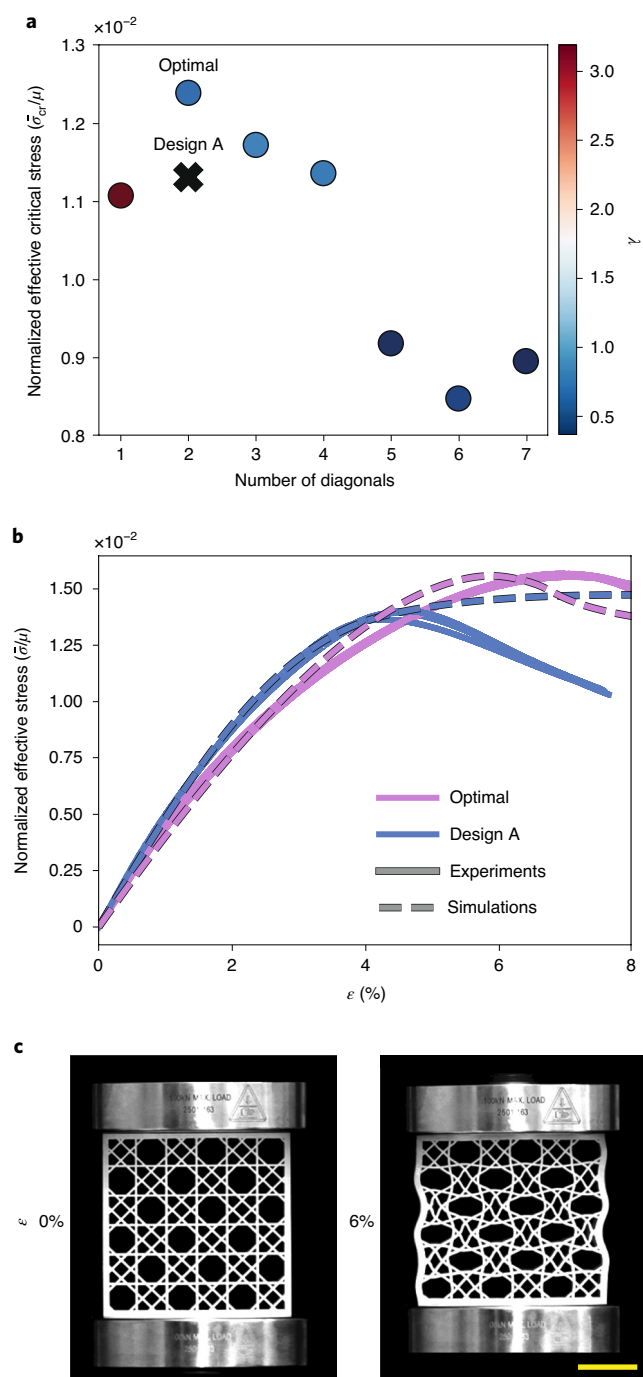 a
×10⁻²
1.3
1.2
1.1
1.0
0.9
0.8
Normalized effective critical stress (σ̄cr/μ)
Optimal
Design A
1 2 3 4 5 6 7
Number of diagonals
3.0
2.5
2.0
1.5
1.0
0.5
λ
b
×10⁻²
1.50
1.25
1.00
0.75
0.50
0.25
0
Normalized effective stress (σ̄/μ)
Optimal
Design A
Experiments
Simulations
0 2 4 6 8
ε (%)
c
ε 0%
6%
100kN MAX. LOAD
100kN MAX. LOAD